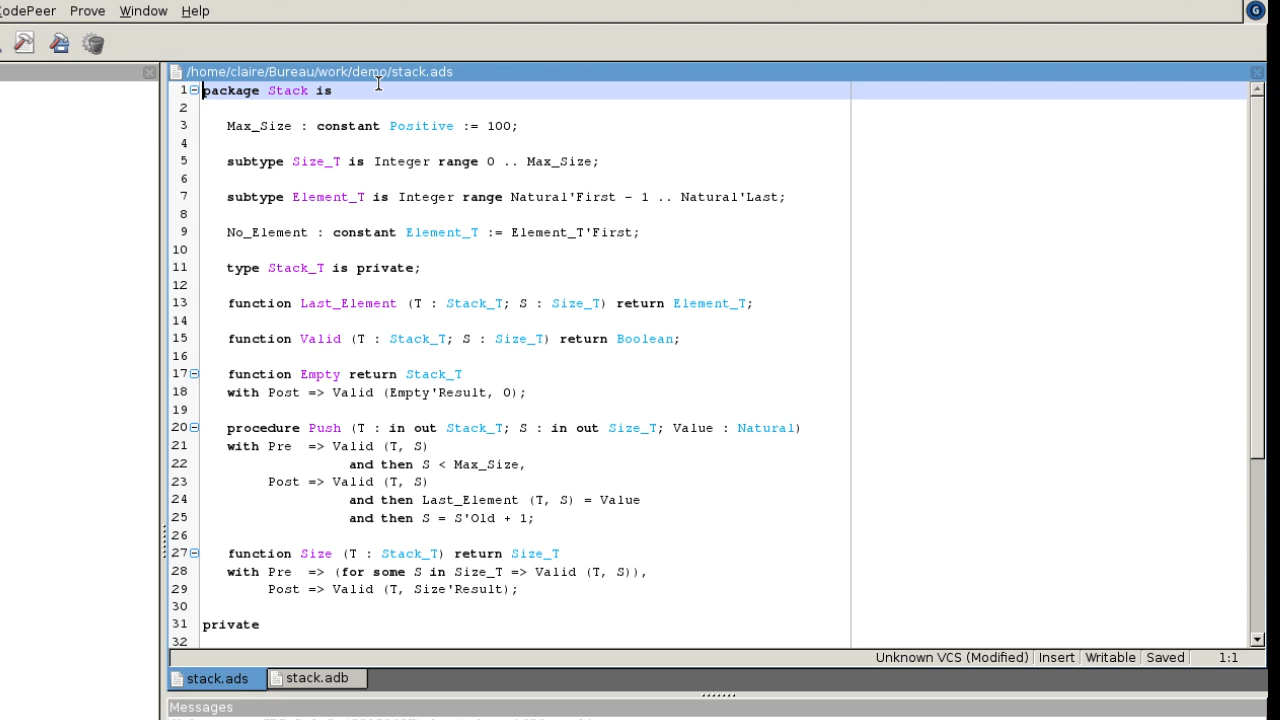 CodePeer Prove Window Help
/home/claire/Bureau/work/demo/stack.ads
1 package Stack is
2
3 Max_Size : constant Positive := 100;
4
5 subtype Size_T is Integer range 0 .. Max_Size;
6
7 subtype Element_T is Integer range Natural'First - 1 .. Natural'Last;
8
9 No_Element : constant Element_T := Element_T'First;
10
11 type Stack_T is private;
12
13 function Last_Element (T : Stack_T; S : Size_T) return Element_T;
14
15 function Valid (T : Stack_T; S : Size_T) return Boolean;
16
17 function Empty return Stack_T
18 with Post => Valid (Empty'Result, 0);
19
20 procedure Push (T : in out Stack_T; S : in out Size_T; Value : Natural)
21 with Pre => Valid (T, S)
22 and then S < Max_Size,
23 Post => Valid (T, S)
24 and then Last_Element (T, S) = Value
25 and then S = S'Old + 1;
26
27 function Size (T : Stack_T) return Size_T
28 with Pre => (for some S in Size_T => Valid (T, S)),
29 Post => Valid (T, Size'Result);
30
31 private
32
Unknown VCS (Modified) Insert Writable Saved 1:1
stack.ads stack.adb
Messages